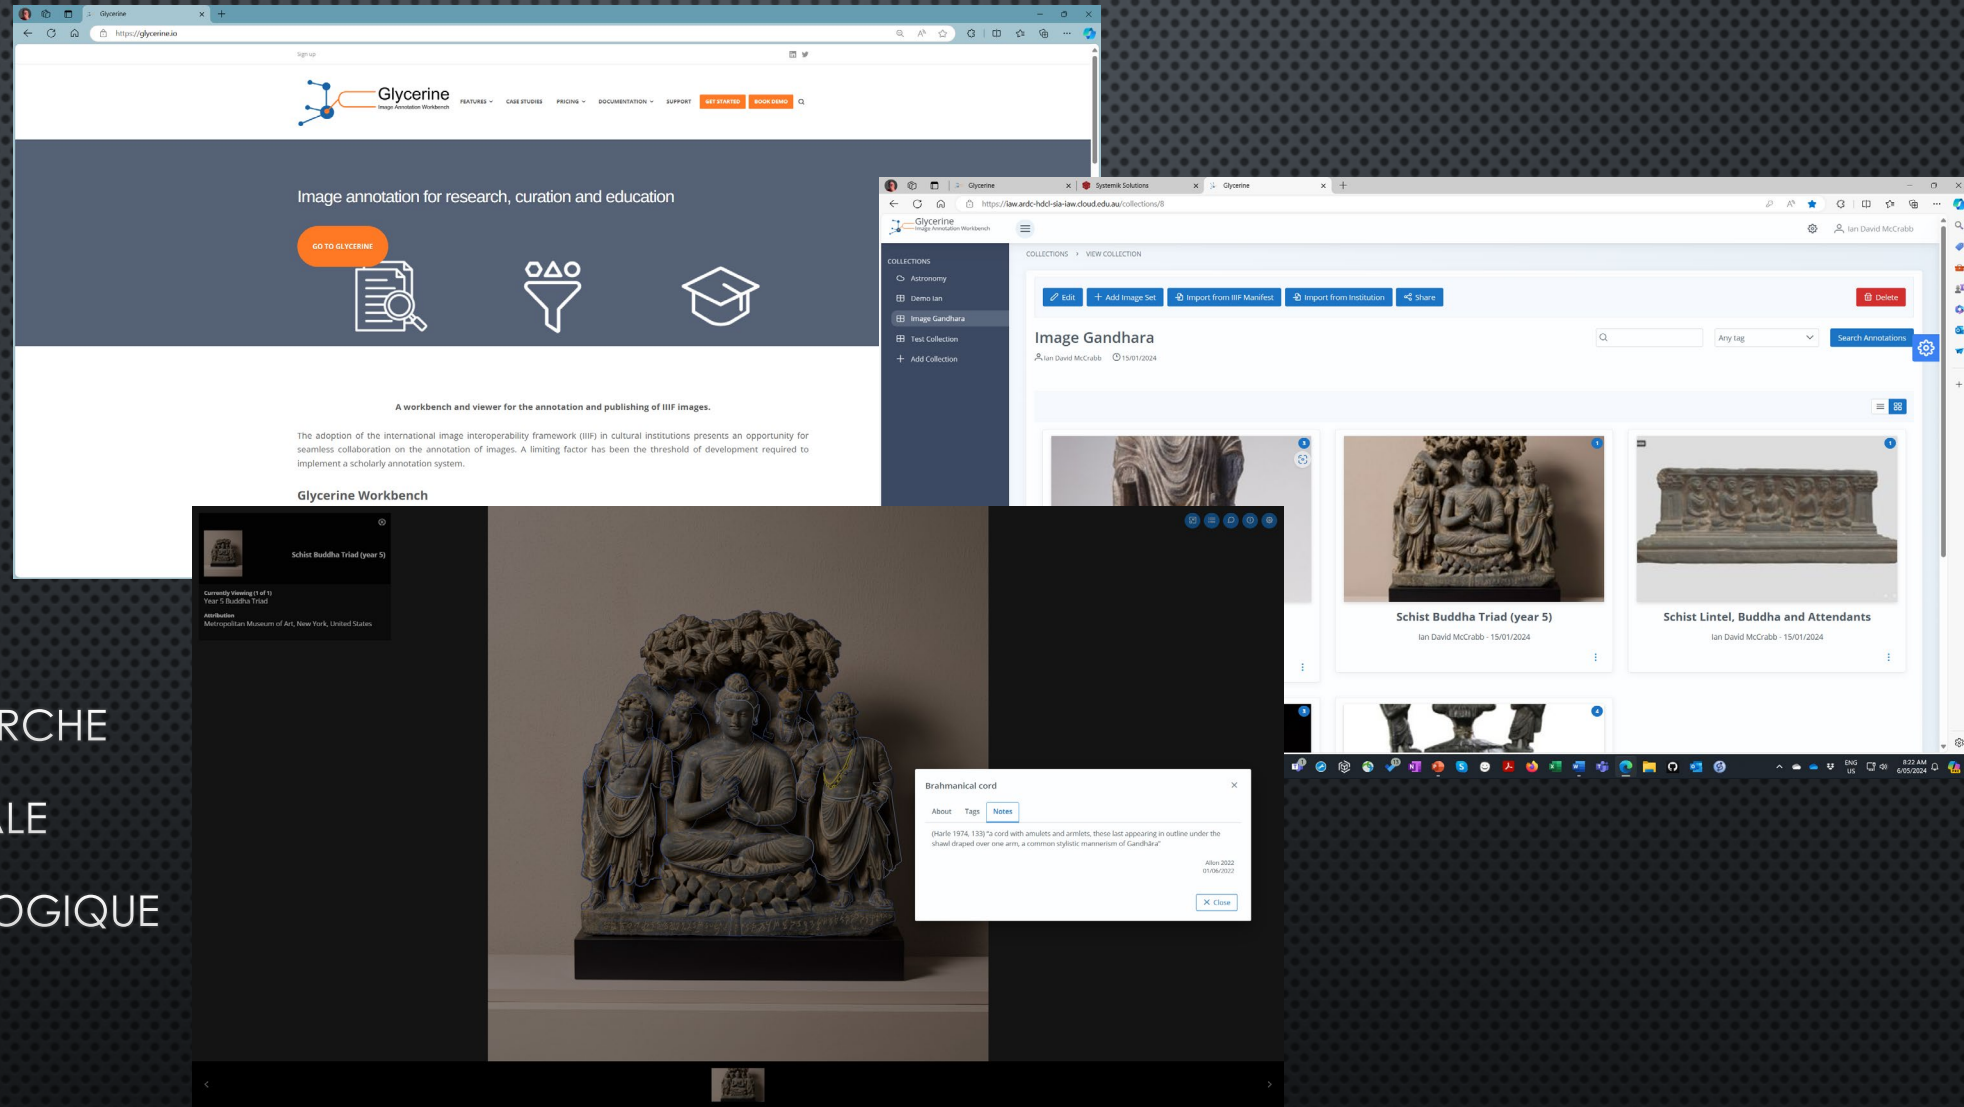 Glycerine
https://glycerine.io
Sign up
Glycerine
Image Annotation Workbench
FEATURES
CASE STUDIES
PRICING
DOCUMENTATION
SUPPORT
GET STARTED
BOOK DEMO
Image annotation for research, curation and education
GO TO GLYCERINE
A workbench and viewer for the annotation and publishing of IIIF images.
The adoption of the international image interoperability framework (IIIF) in cultural institutions presents an opportunity for
seamless collaboration on the annotation of images. A limiting factor has been the threshold of development required to
implement a scholarly annotation system.
Glycerine Workbench
Glycerine
Systemik Solutions
Glycerine
https://iaw.ardc-hdcl-sia-iaw.cloud.edu.au/collections/8
Glycerine
Image Annotation Workbench
Ian David McCrabb
COLLECTIONS
Astronomy
Demo Ian
Image Gandhara
Test Collection
Add Collection
COLLECTIONS > VIEW COLLECTION
Edit
Add Image Set
Import from IIIF Manifest
Import from Institution
Share
Delete
Image Gandhara
Ian David McCrabb 15/01/2024
Any tag
Search Annotations
1
1
Schist Buddha Triad (year 5)
Ian David McCrabb - 15/01/2024
Schist Lintel, Buddha and Attendants
Ian David McCrabb - 15/01/2024
3
4
ENG
US
8:22 AM
6/05/2024
Schist Buddha Triad (year 5)
Currently Viewing (1 of 1)
Year 5 Buddha Triad
Attribution
Metropolitan Museum of Art, New York, United States
Brahmanical cord
About
Tags
Notes
(Harle 1974, 133) "a cord with amulets and armlets, these last appearing in outline under the
shawl draped over one arm, a common stylistic mannerism of Gandhāra"
Allon 2022
01/06/2022
Close
RCHE
LE
OGIQUE